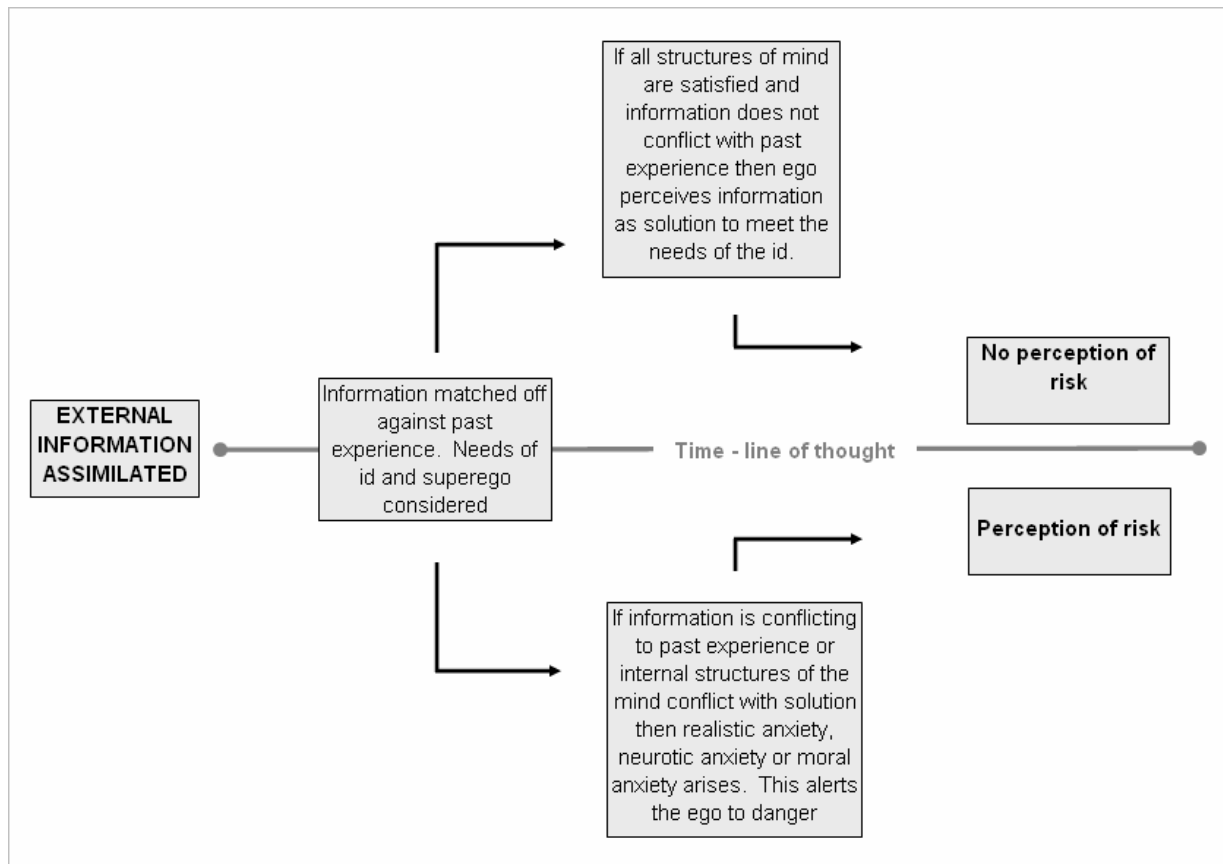 EXTERNAL
INFORMATION
ASSIMILATED
Information matched off
against past
experience.  Needs of
id and superego
considered
If all structures of mind
are satisfied and
information does not
conflict with past
experience then ego
perceives information
as solution to meet the
needs of the id.
No perception of
risk
Time - line of thought
Perception of risk
If information is conflicting
to past experience or
internal structures of the
mind conflict with solution
then realistic anxiety,
neurotic anxiety or moral
anxiety arises.  This alerts
the ego to danger